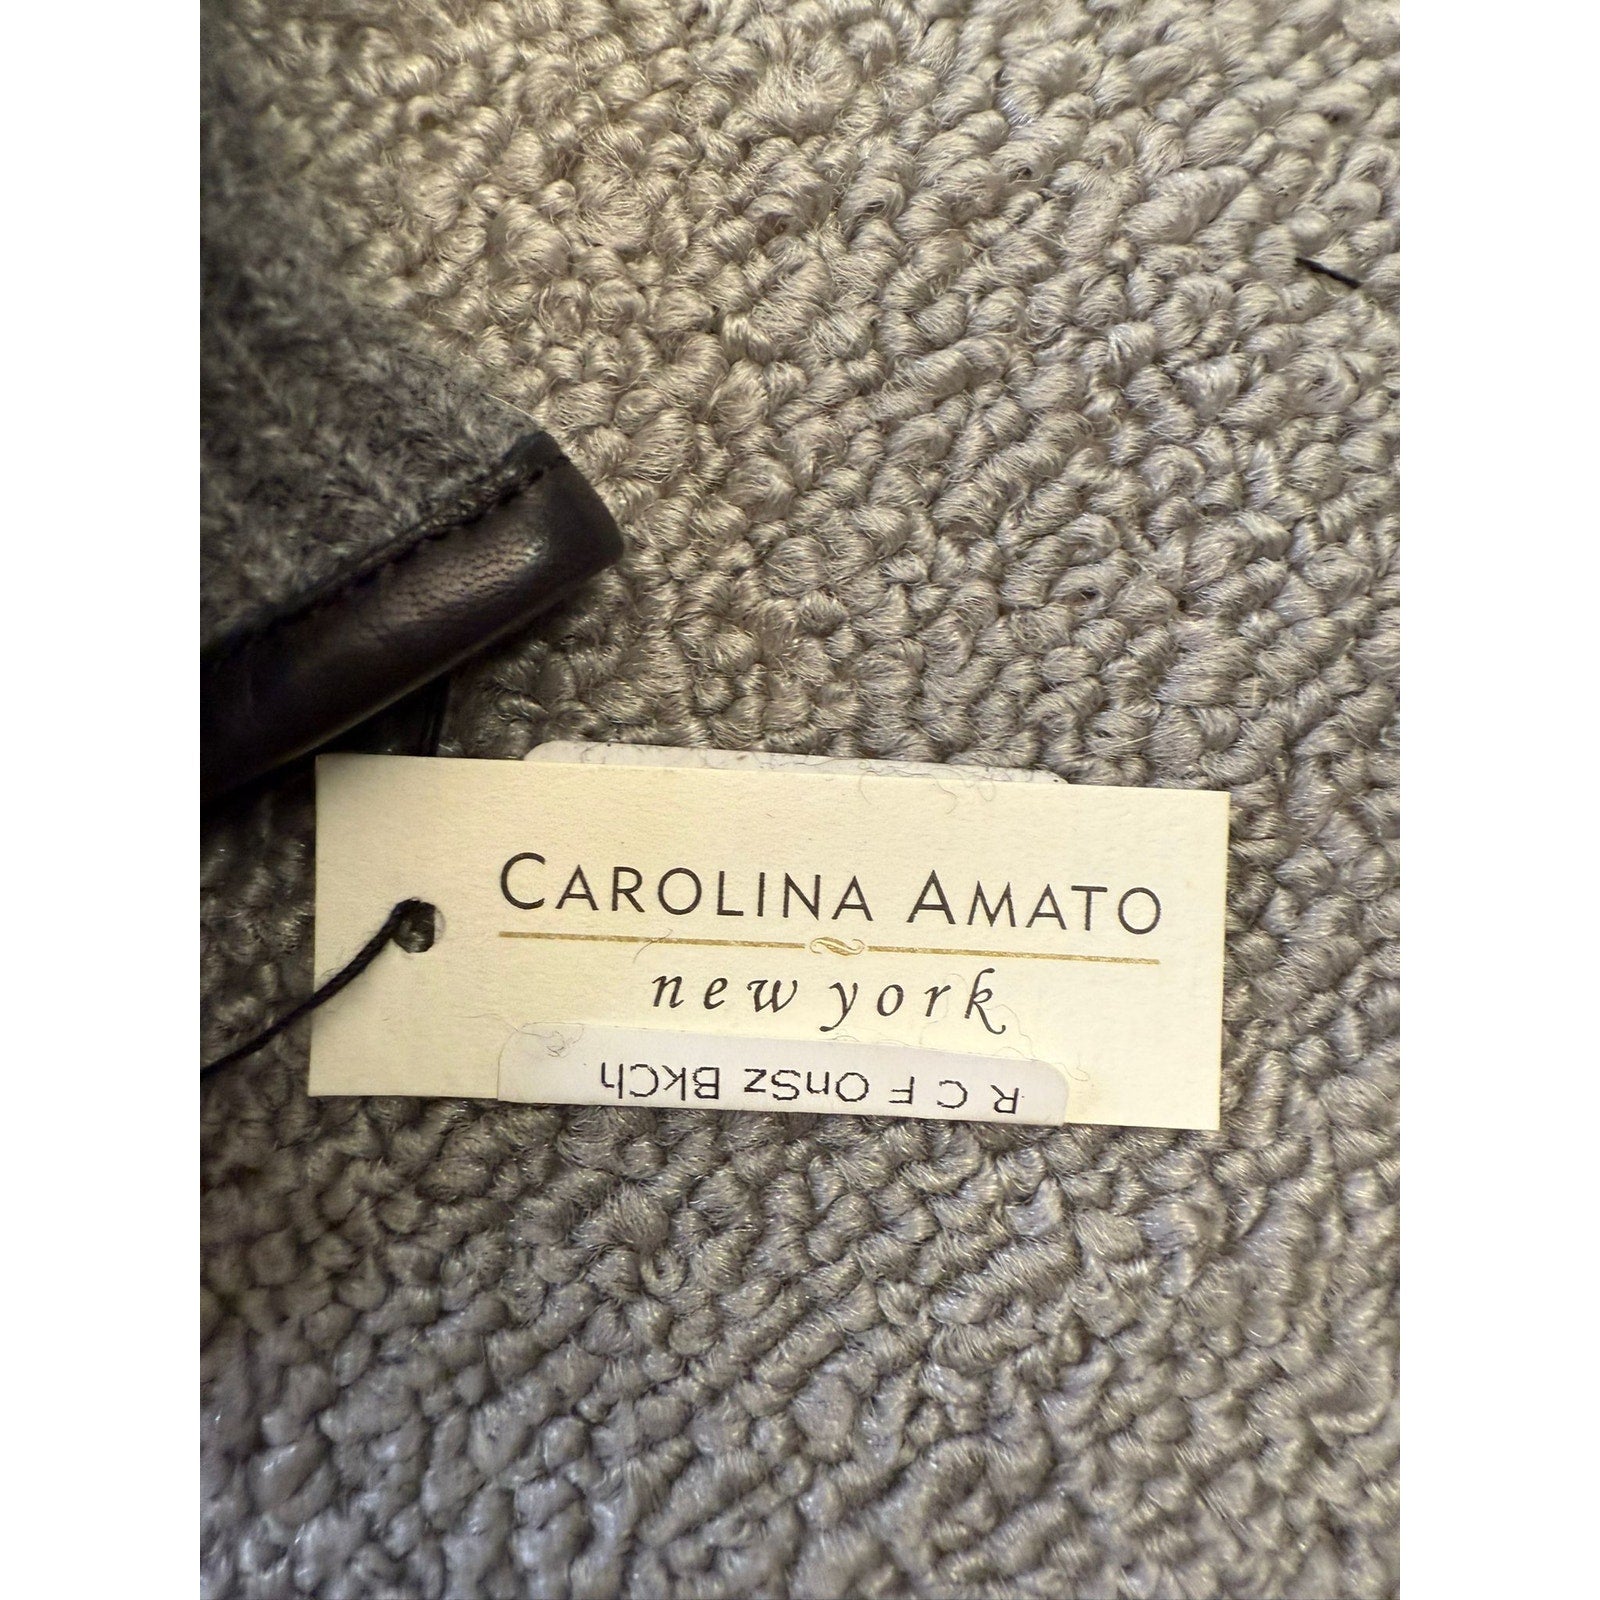 CAROLINA AMATO
new york
R C F OnSz BkCh